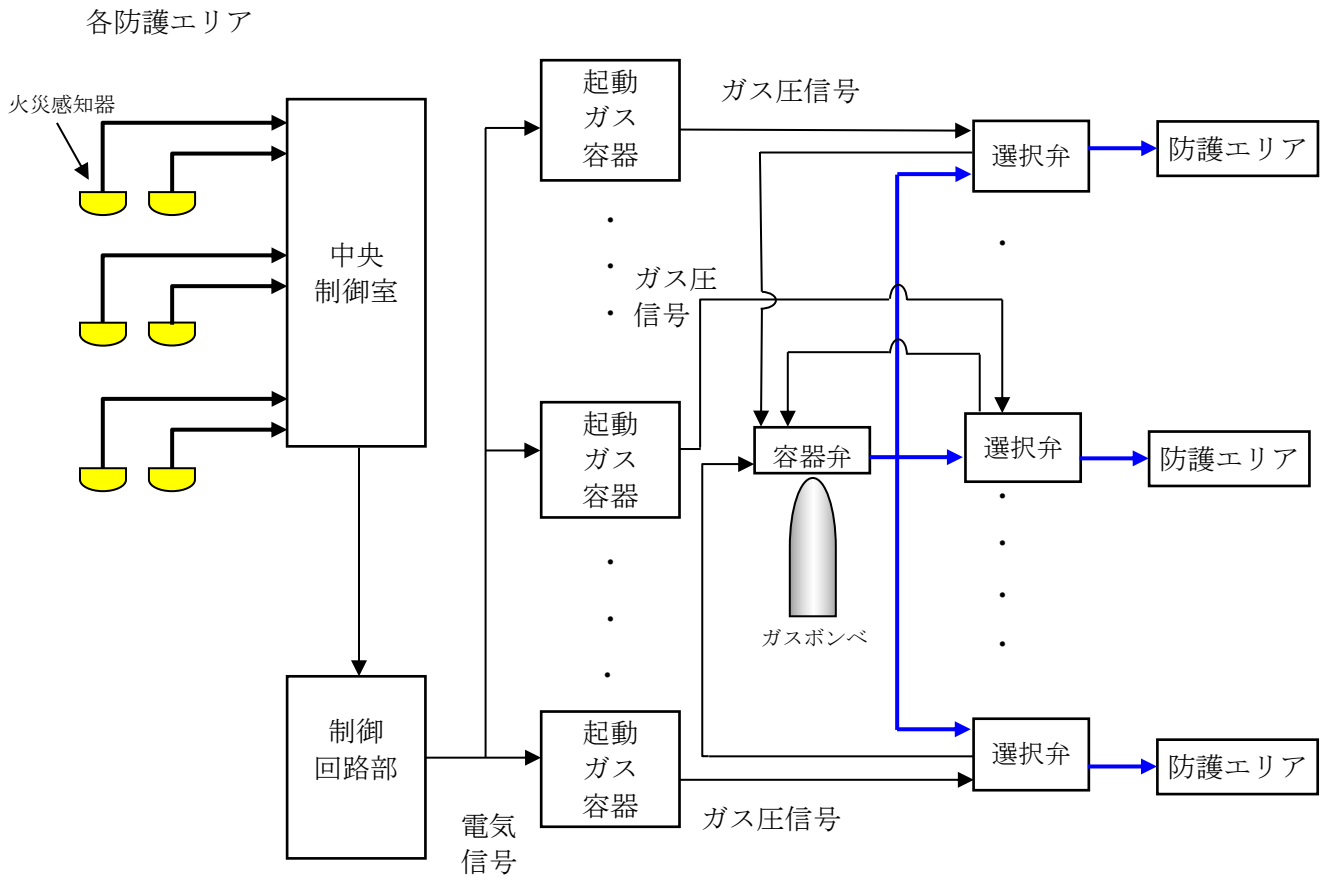 各防護エリア
火災感知器
中央
制御室
制御
回路部
電気
信号
起動
ガス
容器
ガス圧信号
選択弁
防護エリア
ガス圧
信号
起動
ガス
容器
容器弁
ガスボンベ
選択弁
防護エリア
起動
ガス
容器
ガス圧信号
選択弁
防護エリア